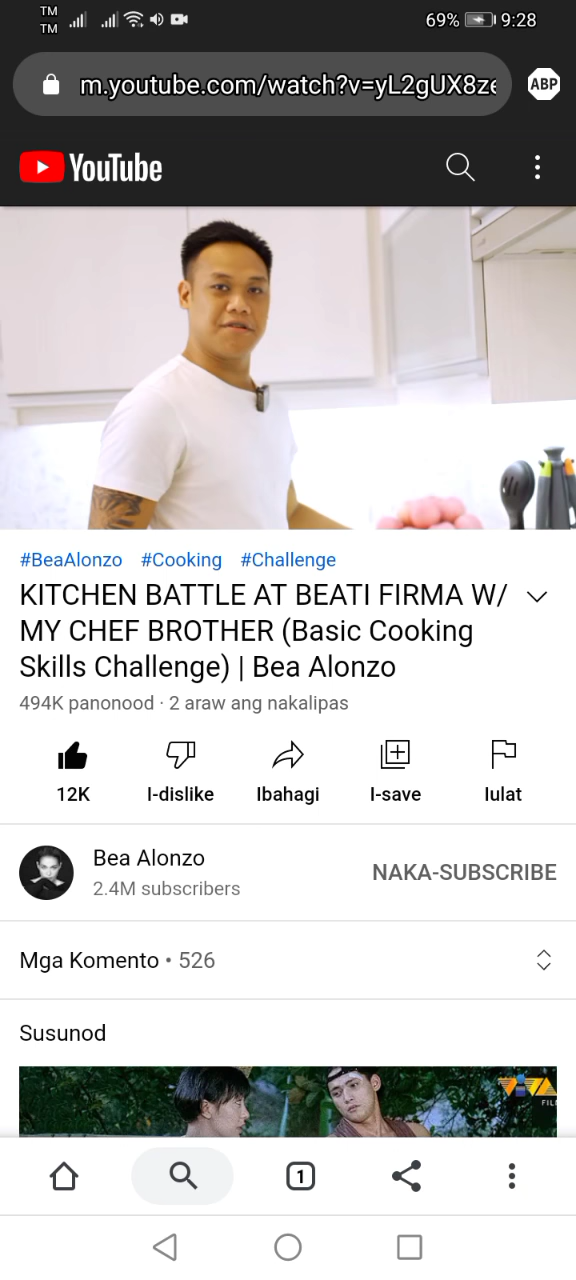 TM
TM
69% 9:28
m.youtube.com/watch?v=yL2gUX8ze
ABP
YouTube
#BeaAlonzo #Cooking #Challenge
KITCHEN BATTLE AT BEATI FIRMA W/
MY CHEF BROTHER (Basic Cooking
Skills Challenge) | Bea Alonzo
494K panonood · 2 araw ang nakalipas
12K I-dislike Ibahagi I-save Iulat
Bea Alonzo
2.4M subscribers
NAKA-SUBSCRIBE
Mga Komento • 526
Susunod
VIVA
FIL
1